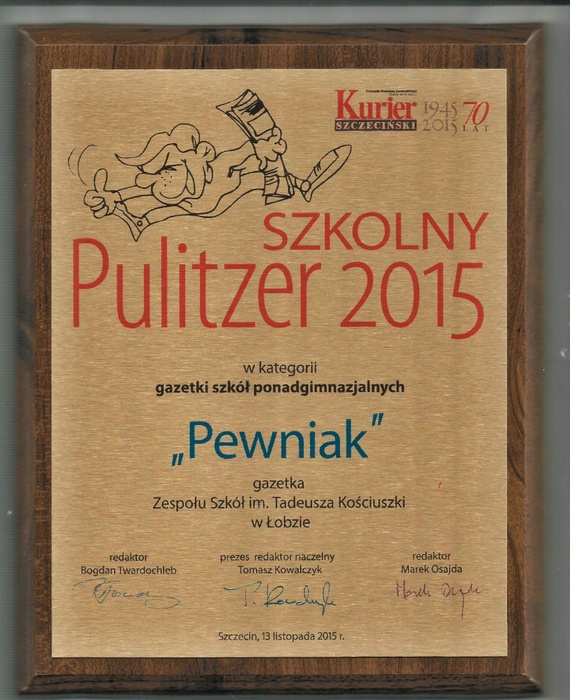 Kurier
SZCZECIŃSKI
1945
2015
70
LAT
SZKOLNY
Pulitzer 2015
w kategorii
gazetki szkół ponadgimnazjalnych
„Pewniak”
gazetka
Zespołu Szkół im. Tadeusza Kościuszki
w Łobzie
redaktor
Bogdan Twardochleb
prezes redaktor naczelny
Tomasz Kowalczyk
redaktor
Marek Osajda
Szczecin, 13 listopada 2015 r.